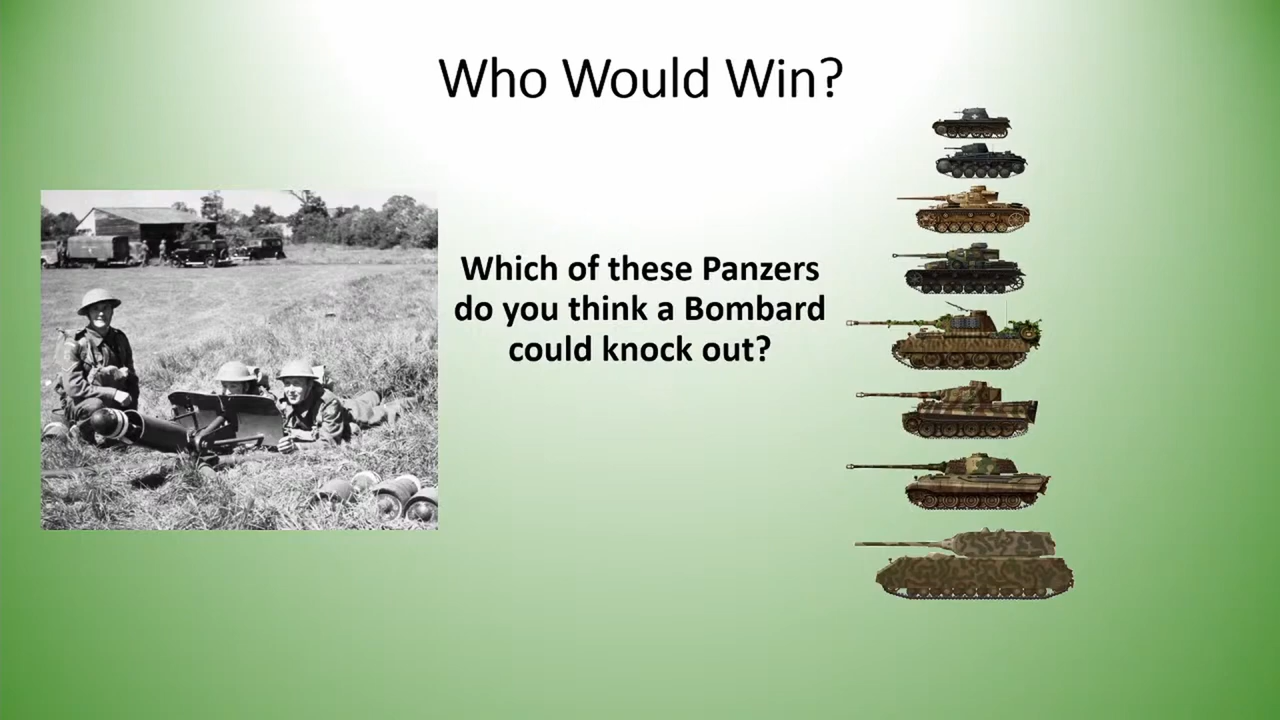 Who Would Win?
Which of these Panzers
do you think a Bombard
could knock out?